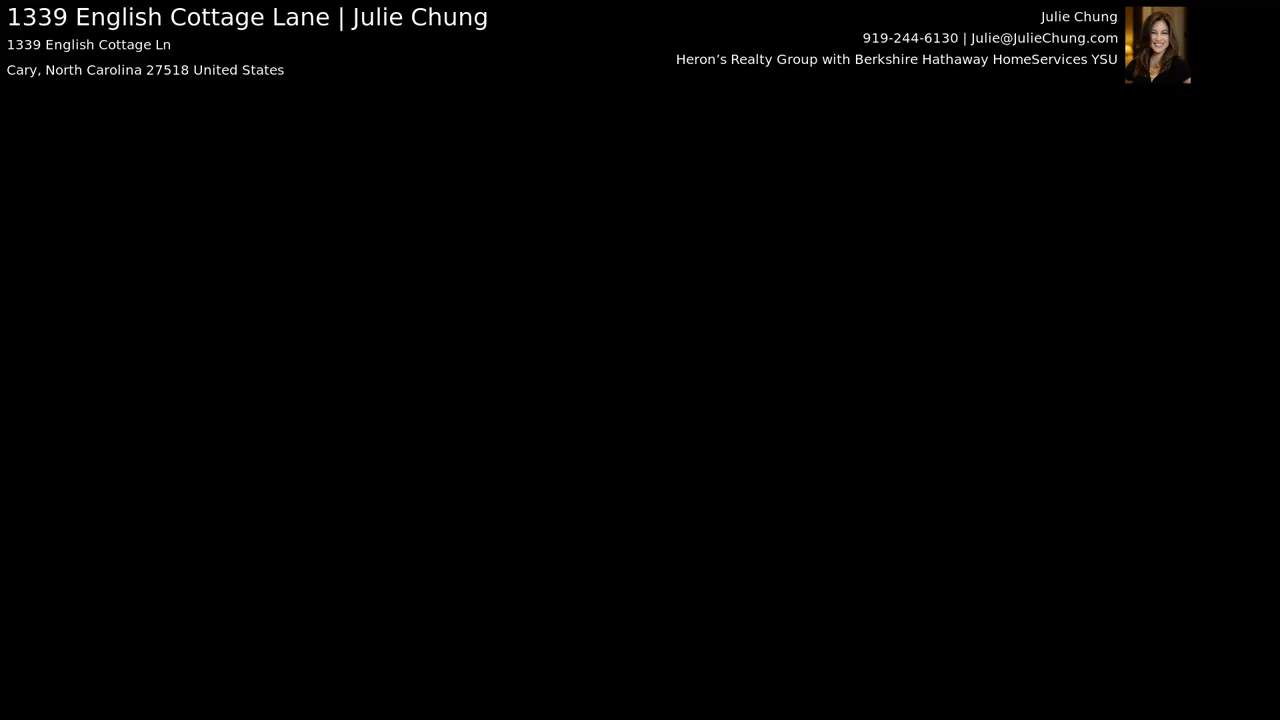 1339 English Cottage Lane | Julie Chung
1339 English Cottage Ln
Cary, North Carolina 27518 United States
Julie Chung
919-244-6130 | Julie@JulieChung.com
Heron’s Realty Group with Berkshire Hathaway HomeServices YSU